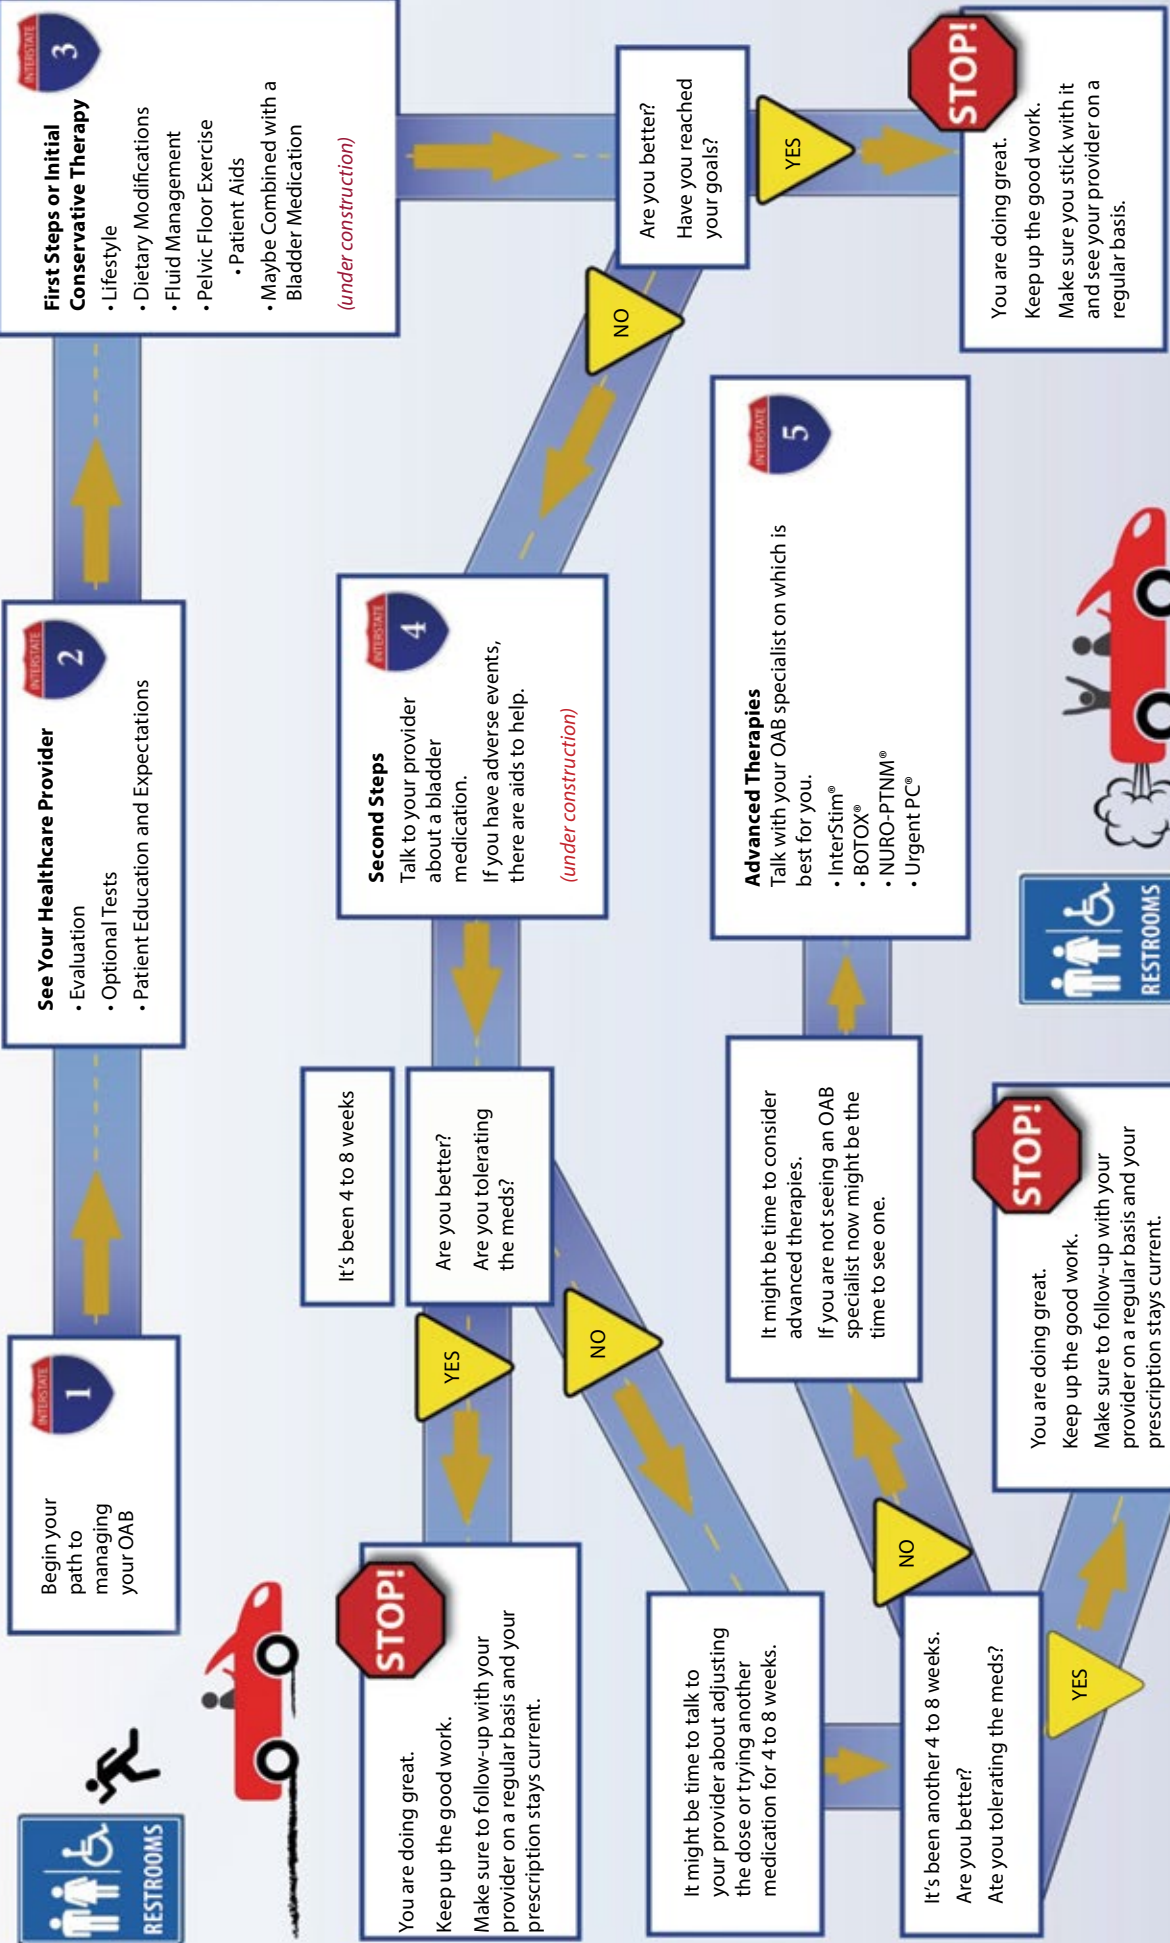 RESTROOMS
Begin your
path to
managing
your OAB
INTERSTATE
1
See Your Healthcare Provider
• Evaluation
• Optional Tests
• Patient Education and Expectations
INTERSTATE
2
First Steps or Initial
Conservative Therapy
• Lifestyle
• Dietary Modifications
• Fluid Management
• Pelvic Floor Exercise
• Patient Aids
• Maybe Combined with a
Bladder Medication
(under construction)
INTERSTATE
3
Are you better?
Have you reached
your goals?
YES
STOP!
You are doing great.
Keep up the good work.
Make sure you stick with it
and see your provider on a
regular basis.
NO
Second Steps
Talk to your provider
about a bladder
medication.
If you have adverse events,
there are aids to help.
(under construction)
INTERSTATE
4
It's been 4 to 8 weeks
Are you better?
Are you tolerating
the meds?
YES
STOP!
You are doing great.
Keep up the good work.
Make sure to follow-up with your
provider on a regular basis and your
prescription stays current.
NO
It might be time to talk to
your provider about adjusting
the dose or trying another
medication for 4 to 8 weeks.
It's been another 4 to 8 weeks.
Are you better?
Ate you tolerating the meds?
YES
STOP!
You are doing great.
Keep up the good work.
Make sure to follow-up with your
provider on a regular basis and your
prescription stays current.
NO
It might be time to consider
advanced therapies.
If you are not seeing an OAB
specialist now might be the
time to see one.
Advanced Therapies
Talk with your OAB specialist on which is
best for you.
• InterStim®
• BOTOX®
• NURO-PTNM®
• Urgent PC®
INTERSTATE
5
RESTROOMS